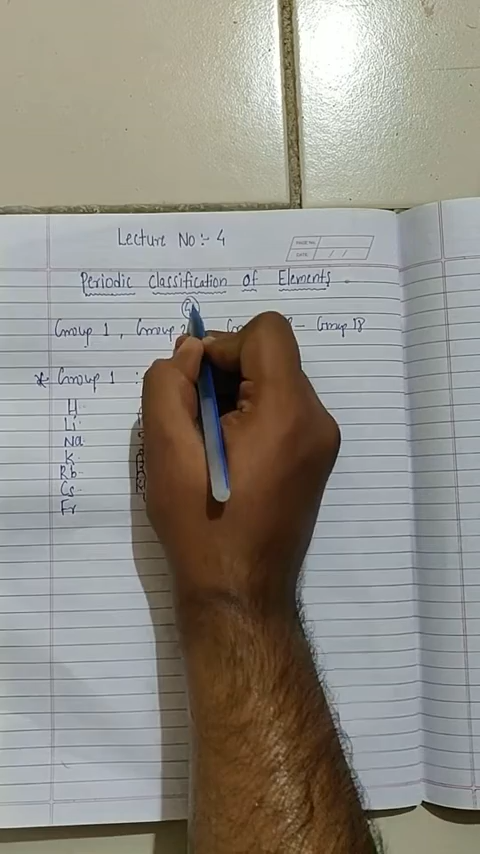 Lecture No:- 4
PAGE No.
DATE / /
Periodic classification of Elements.
Group 1, Group 2 - Group 18
* Group 1 :
H
Li
Na
K
Rb
Cs
Fr